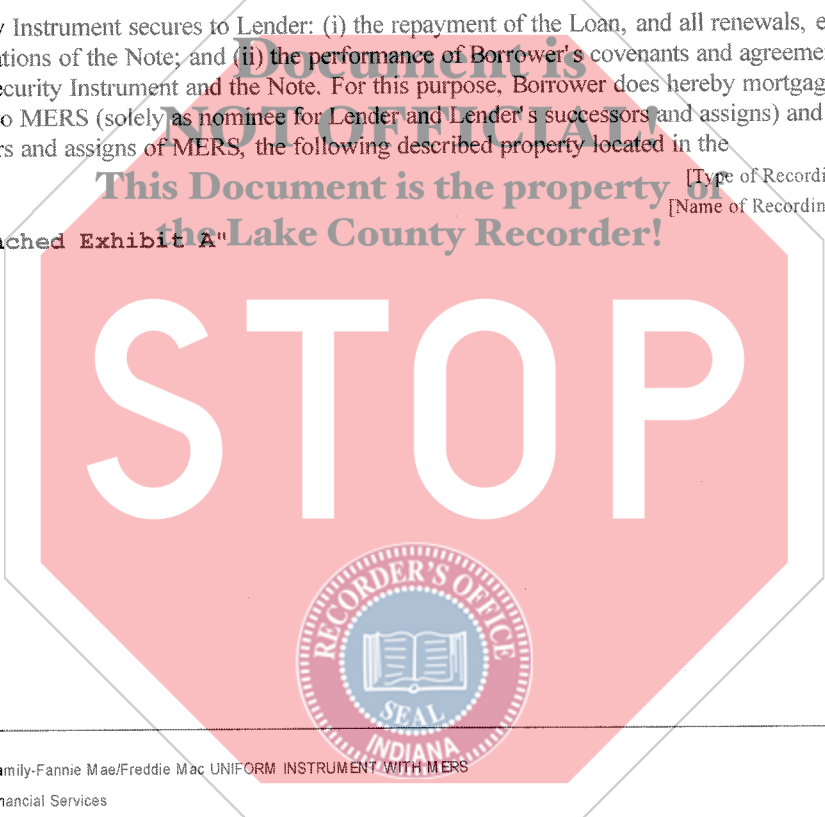 y Instrument secures to Lender: (i) the repayment of the Loan, and all renewals, e
ations of the Note; and (ii) the performance of Borrower's covenants and agreeme
ecurity Instrument and the Note. For this purpose, Borrower does hereby mortgag
o MERS (solely as nominee for Lender and Lender's successors and assigns) and
rs and assigns of MERS, the following described property located in the
[Type of Recordi
[Name of Recordin
ached Exhibit A"
Document is
NOT OFFICIAL!
This Document is the property of
the Lake County Recorder!
STOP
RECORDER'S OFFICE
SEAL
INDIANA
amily-Fannie Mae/Freddie Mac UNIFORM INSTRUMENT WITH MERS
nancial Services